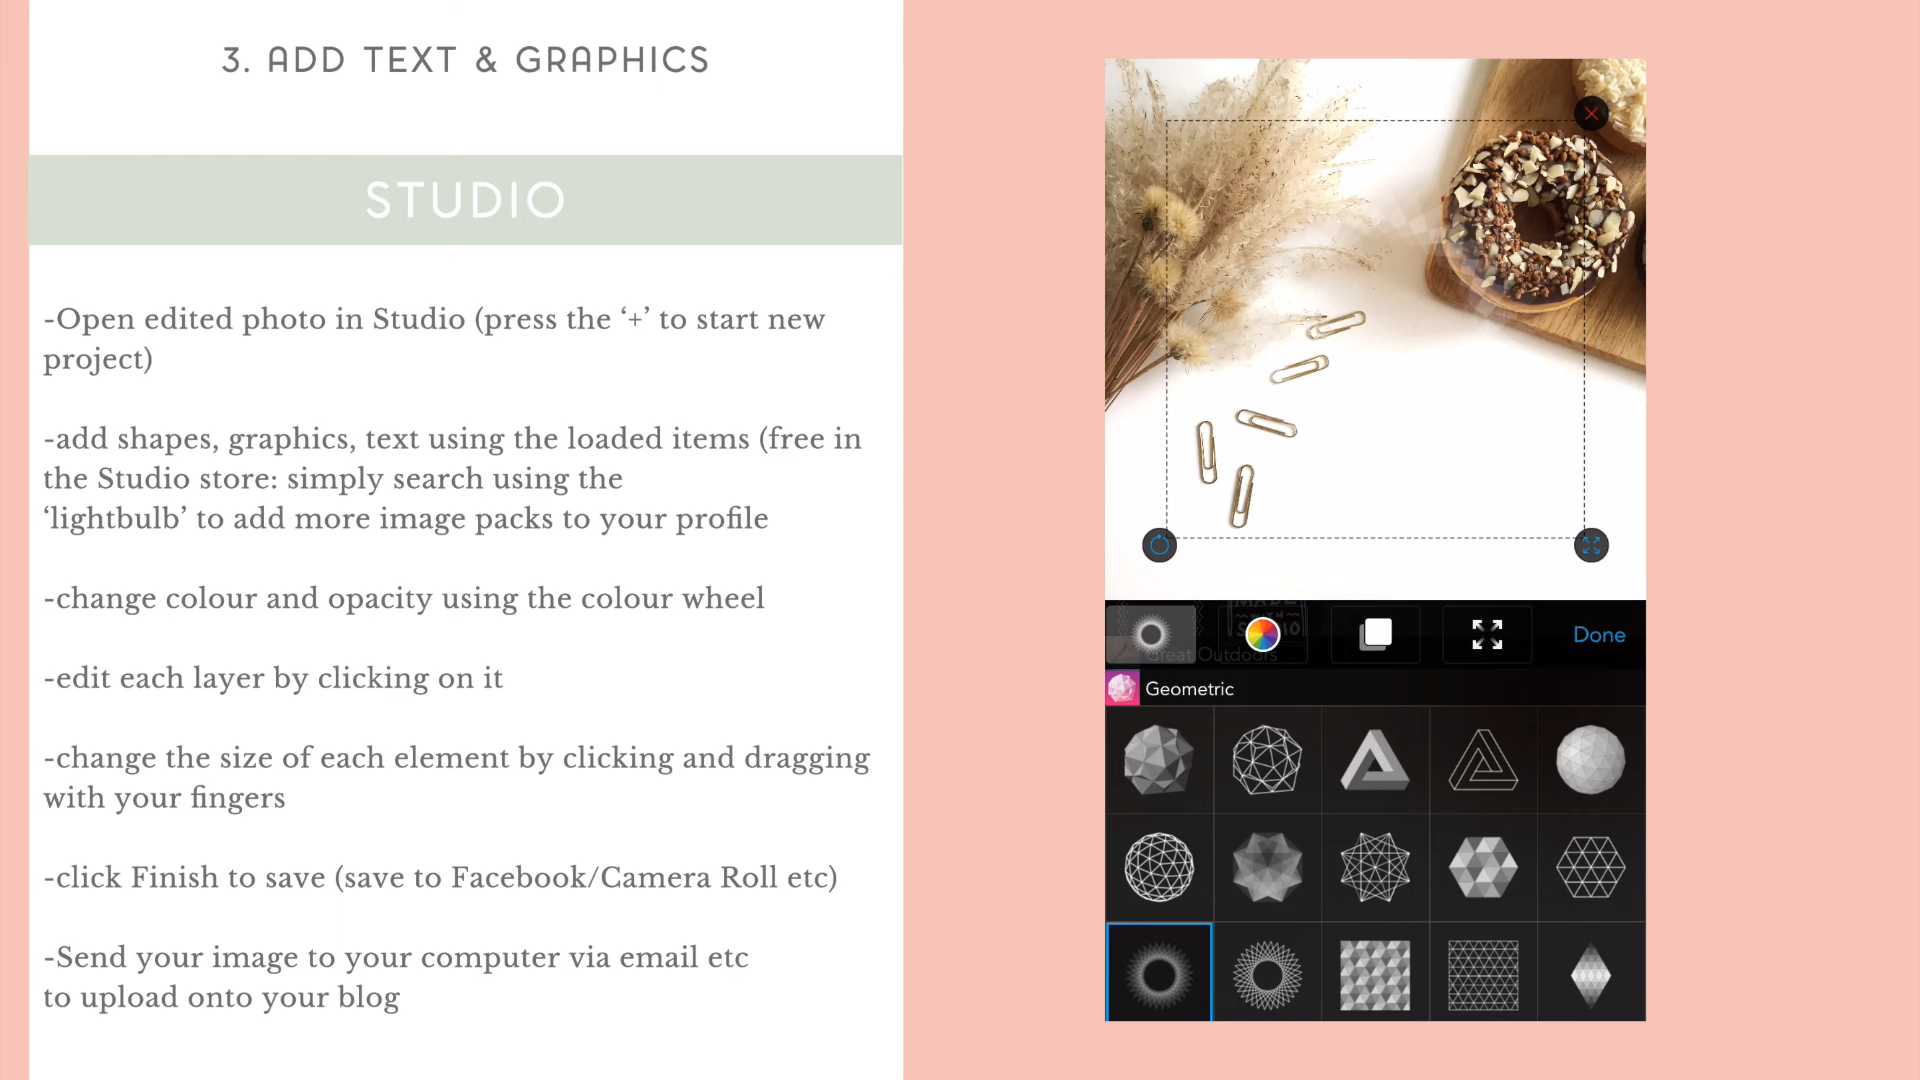 3. ADD TEXT & GRAPHICS
STUDIO
-Open edited photo in Studio (press the ‘+’ to start new
project)
-add shapes, graphics, text using the loaded items (free in
the Studio store: simply search using the
‘lightbulb’ to add more image packs to your profile
-change colour and opacity using the colour wheel
-edit each layer by clicking on it
-change the size of each element by clicking and dragging
with your fingers
-click Finish to save (save to Facebook/Camera Roll etc)
-Send your image to your computer via email etc
to upload onto your blog
Done
Great Outdoors
Geometric